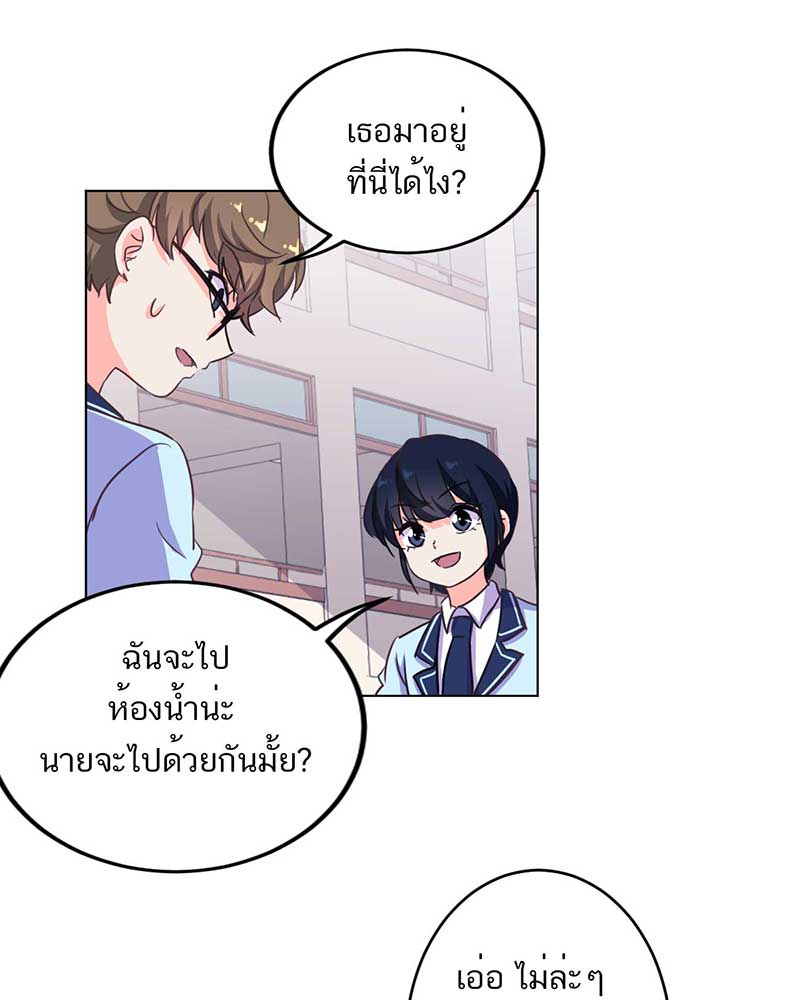 เธอมาอยู่
ที่นี่ได้ไง?
ฉันจะไป
ห้องน้ำน่ะ
นายจะไปด้วยกันมั้ย?
เอ่อ ไม่ล่ะๆ